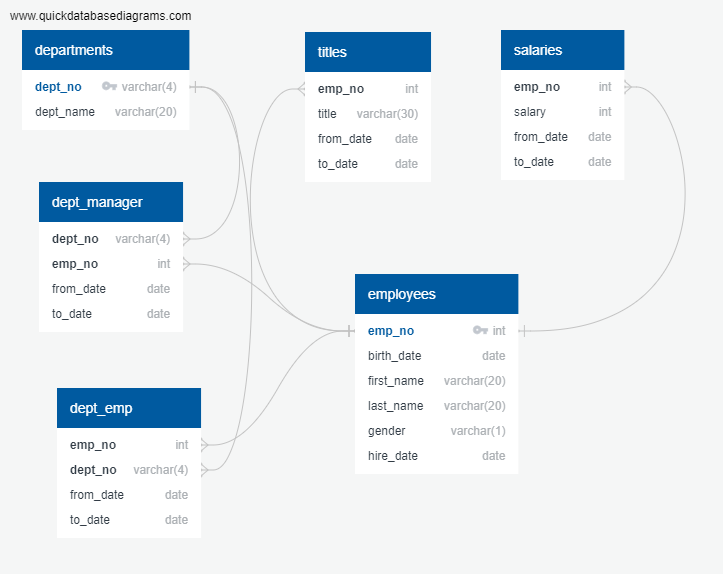 www.quickdatabasediagrams.com
departments
dept_no varchar(4)
dept_name varchar(20)
titles
emp_no int
title varchar(30)
from_date date
to_date date
salaries
emp_no int
salary int
from_date date
to_date date
dept_manager
dept_no varchar(4)
emp_no int
from_date date
to_date date
employees
emp_no int
birth_date date
first_name varchar(20)
last_name varchar(20)
gender varchar(1)
hire_date date
dept_emp
emp_no int
dept_no varchar(4)
from_date date
to_date date